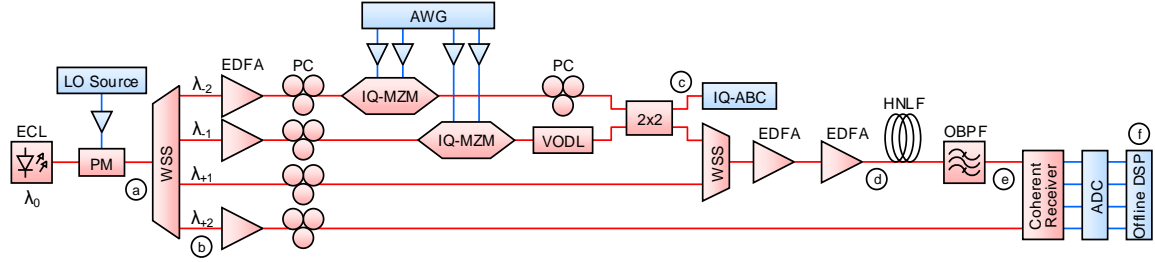 AWG
EDFA
PC
PC
LO Source
λ-2
IQ-MZM
c
IQ-ABC
HNLF
f
ECL
λ-1
IQ-MZM
VODL
2x2
EDFA
EDFA
OBPF
PM
WSS
WSS
λ0
a
λ+1
d
e
Coherent
Receiver
ADC
Offline DSP
λ+2
b